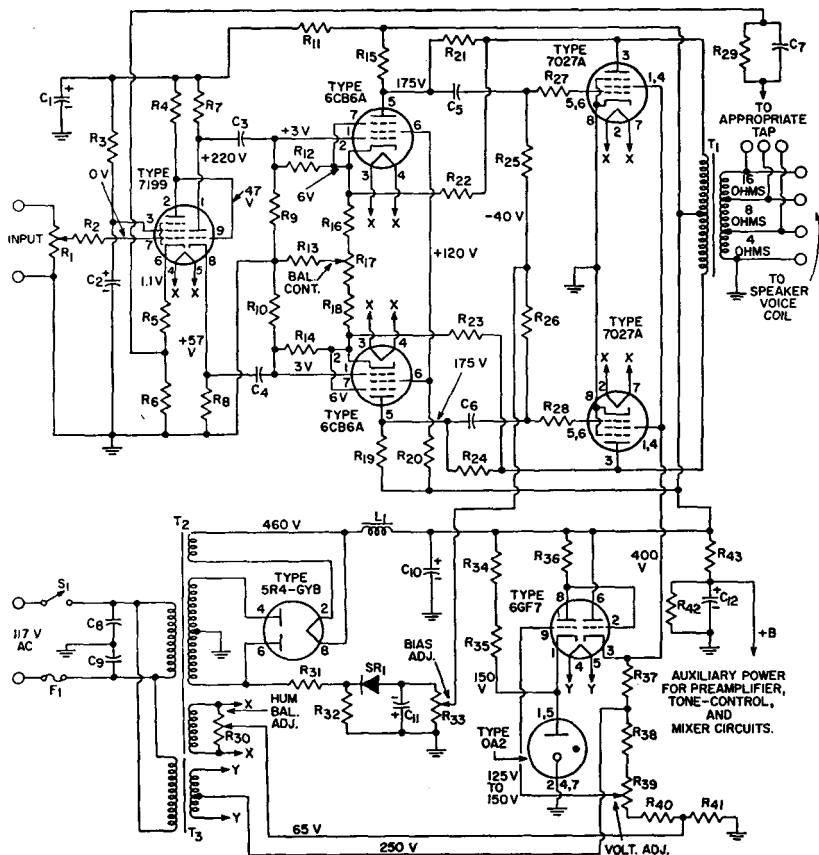 R11
R15
R21
TYPE
7027A
R29
C7
C1
R4
R7
TYPE
6CB6A
175V
C5
R27
3
1,4
5,6
8
2
7
X
X
TO
APPROPRIATE
TAP
R3
C3
+3V
5
7
1
2
6
3
4
X
X
R12
6V
+220V
TYPE
7199
0V
47
V
2
1
3
7
9
6
4
5
8
X
X
R25
R22
T1
16
OHMS
8
OHMS
4
OHMS
INPUT
R1
R2
R9
R16
-40V
R13
BAL.
CONT.
R17
+120V
TO
SPEAKER
VOICE
COIL
C2
1.1V
R5
R10
R18
X
X
R26
TYPE
7027A
+57
V
R14
R23
3
4
2
1
7
6
5
3V
6V
175V
TYPE
6CB6A
C4
X
X
2
7
8
5,6
1,4
3
R6
R8
C6
R28
R19
R20
R24
T2
460 V
L1
R43
400
V
TYPE
5R4-GYB
4
2
6
8
C10
R34
R36
8
6
9
2
1
4
5
3
TYPE
6GF7
R42
C12
+B
S1
117 V
AC
C8
C9
F1
R35
150
V
Y
Y
R37
AUXILIARY POWER
FOR PREAMPLIFIER,
TONE-CONTROL,
AND
MIXER CIRCUITS.
R31
SR1
BIAS
ADJ.
R32
C11
R33
HUM
BAL.
ADJ.
X
R30
X
TYPE
OA2
1,5
2,4,7
R38
125V
TO
150V
R39
Y
Y
T3
65 V
R40
R41
250 V
VOLT. ADJ.